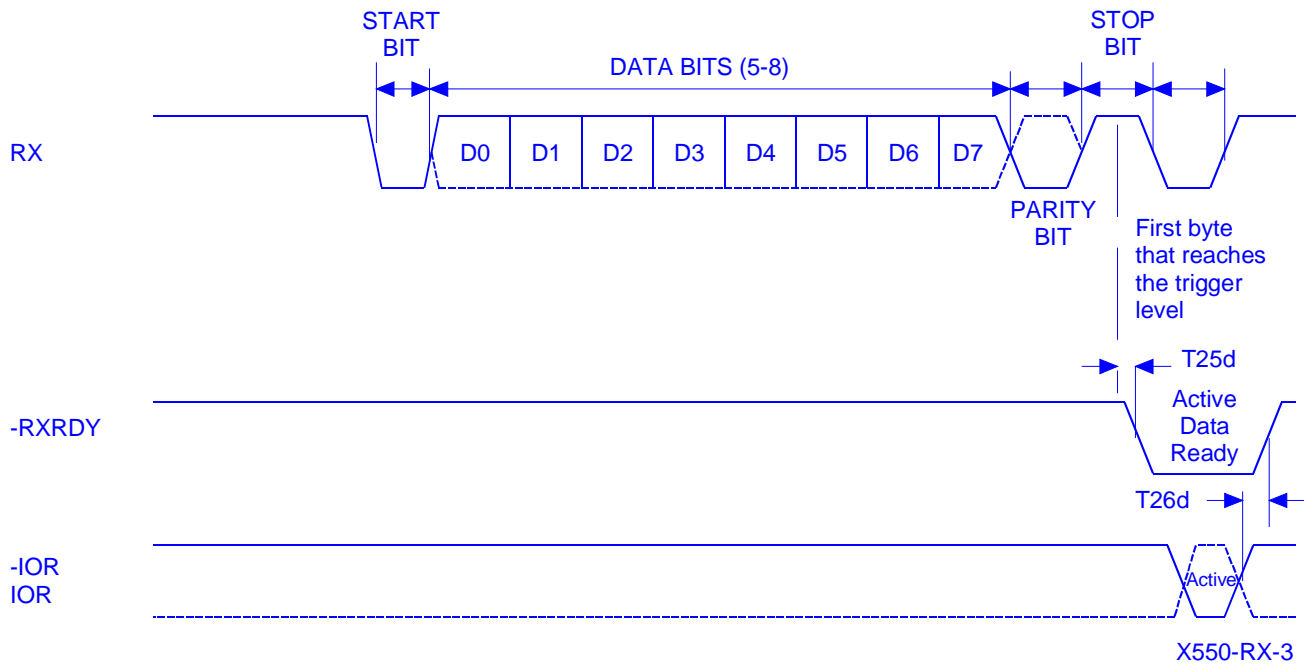 START
BIT
DATA BITS (5-8)
STOP
BIT
RX
D0 D1 D2 D3 D4 D5 D6 D7
PARITY
BIT
First byte
that reaches
the trigger
level
T25d
-RXRDY
Active
Data
Ready
T26d
-IOR
IOR
Active
X550-RX-3